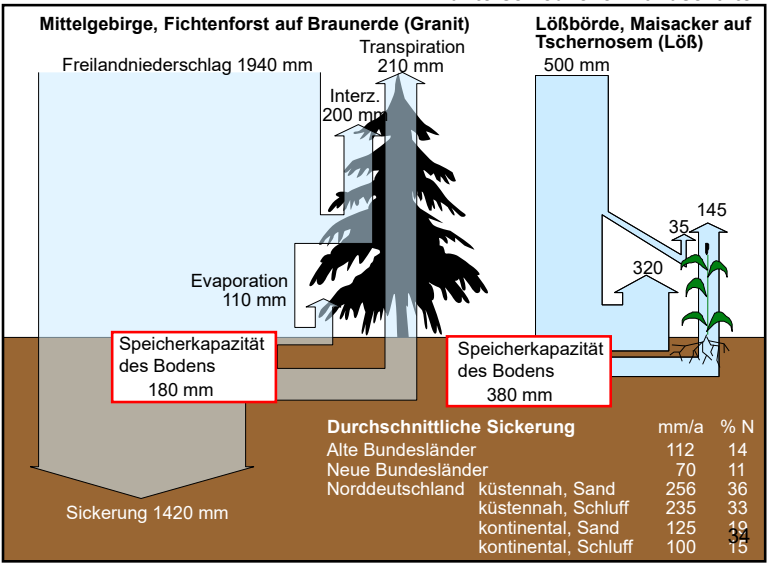 Mittelgebirge, Fichtenforst auf Braunerde (Granit)
Freilandniederschlag 1940 mm
Transpiration
210 mm
Interz.
200 mm
Evaporation
110 mm
Speicherkapazität
des Bodens
180 mm
Sickerung 1420 mm
Lößbörde, Maisacker auf
Tschernosem (Löß)
500 mm
145
35
320
Speicherkapazität
des Bodens
380 mm
Durchschnittliche Sickerung mm/a % N
Alte Bundesländer 112 14
Neue Bundesländer 70 11
Norddeutschland küstennah, Sand 256 36
küstennah, Schluff 235 33
kontinental, Sand 125 19
kontinental, Schluff 100 15
34